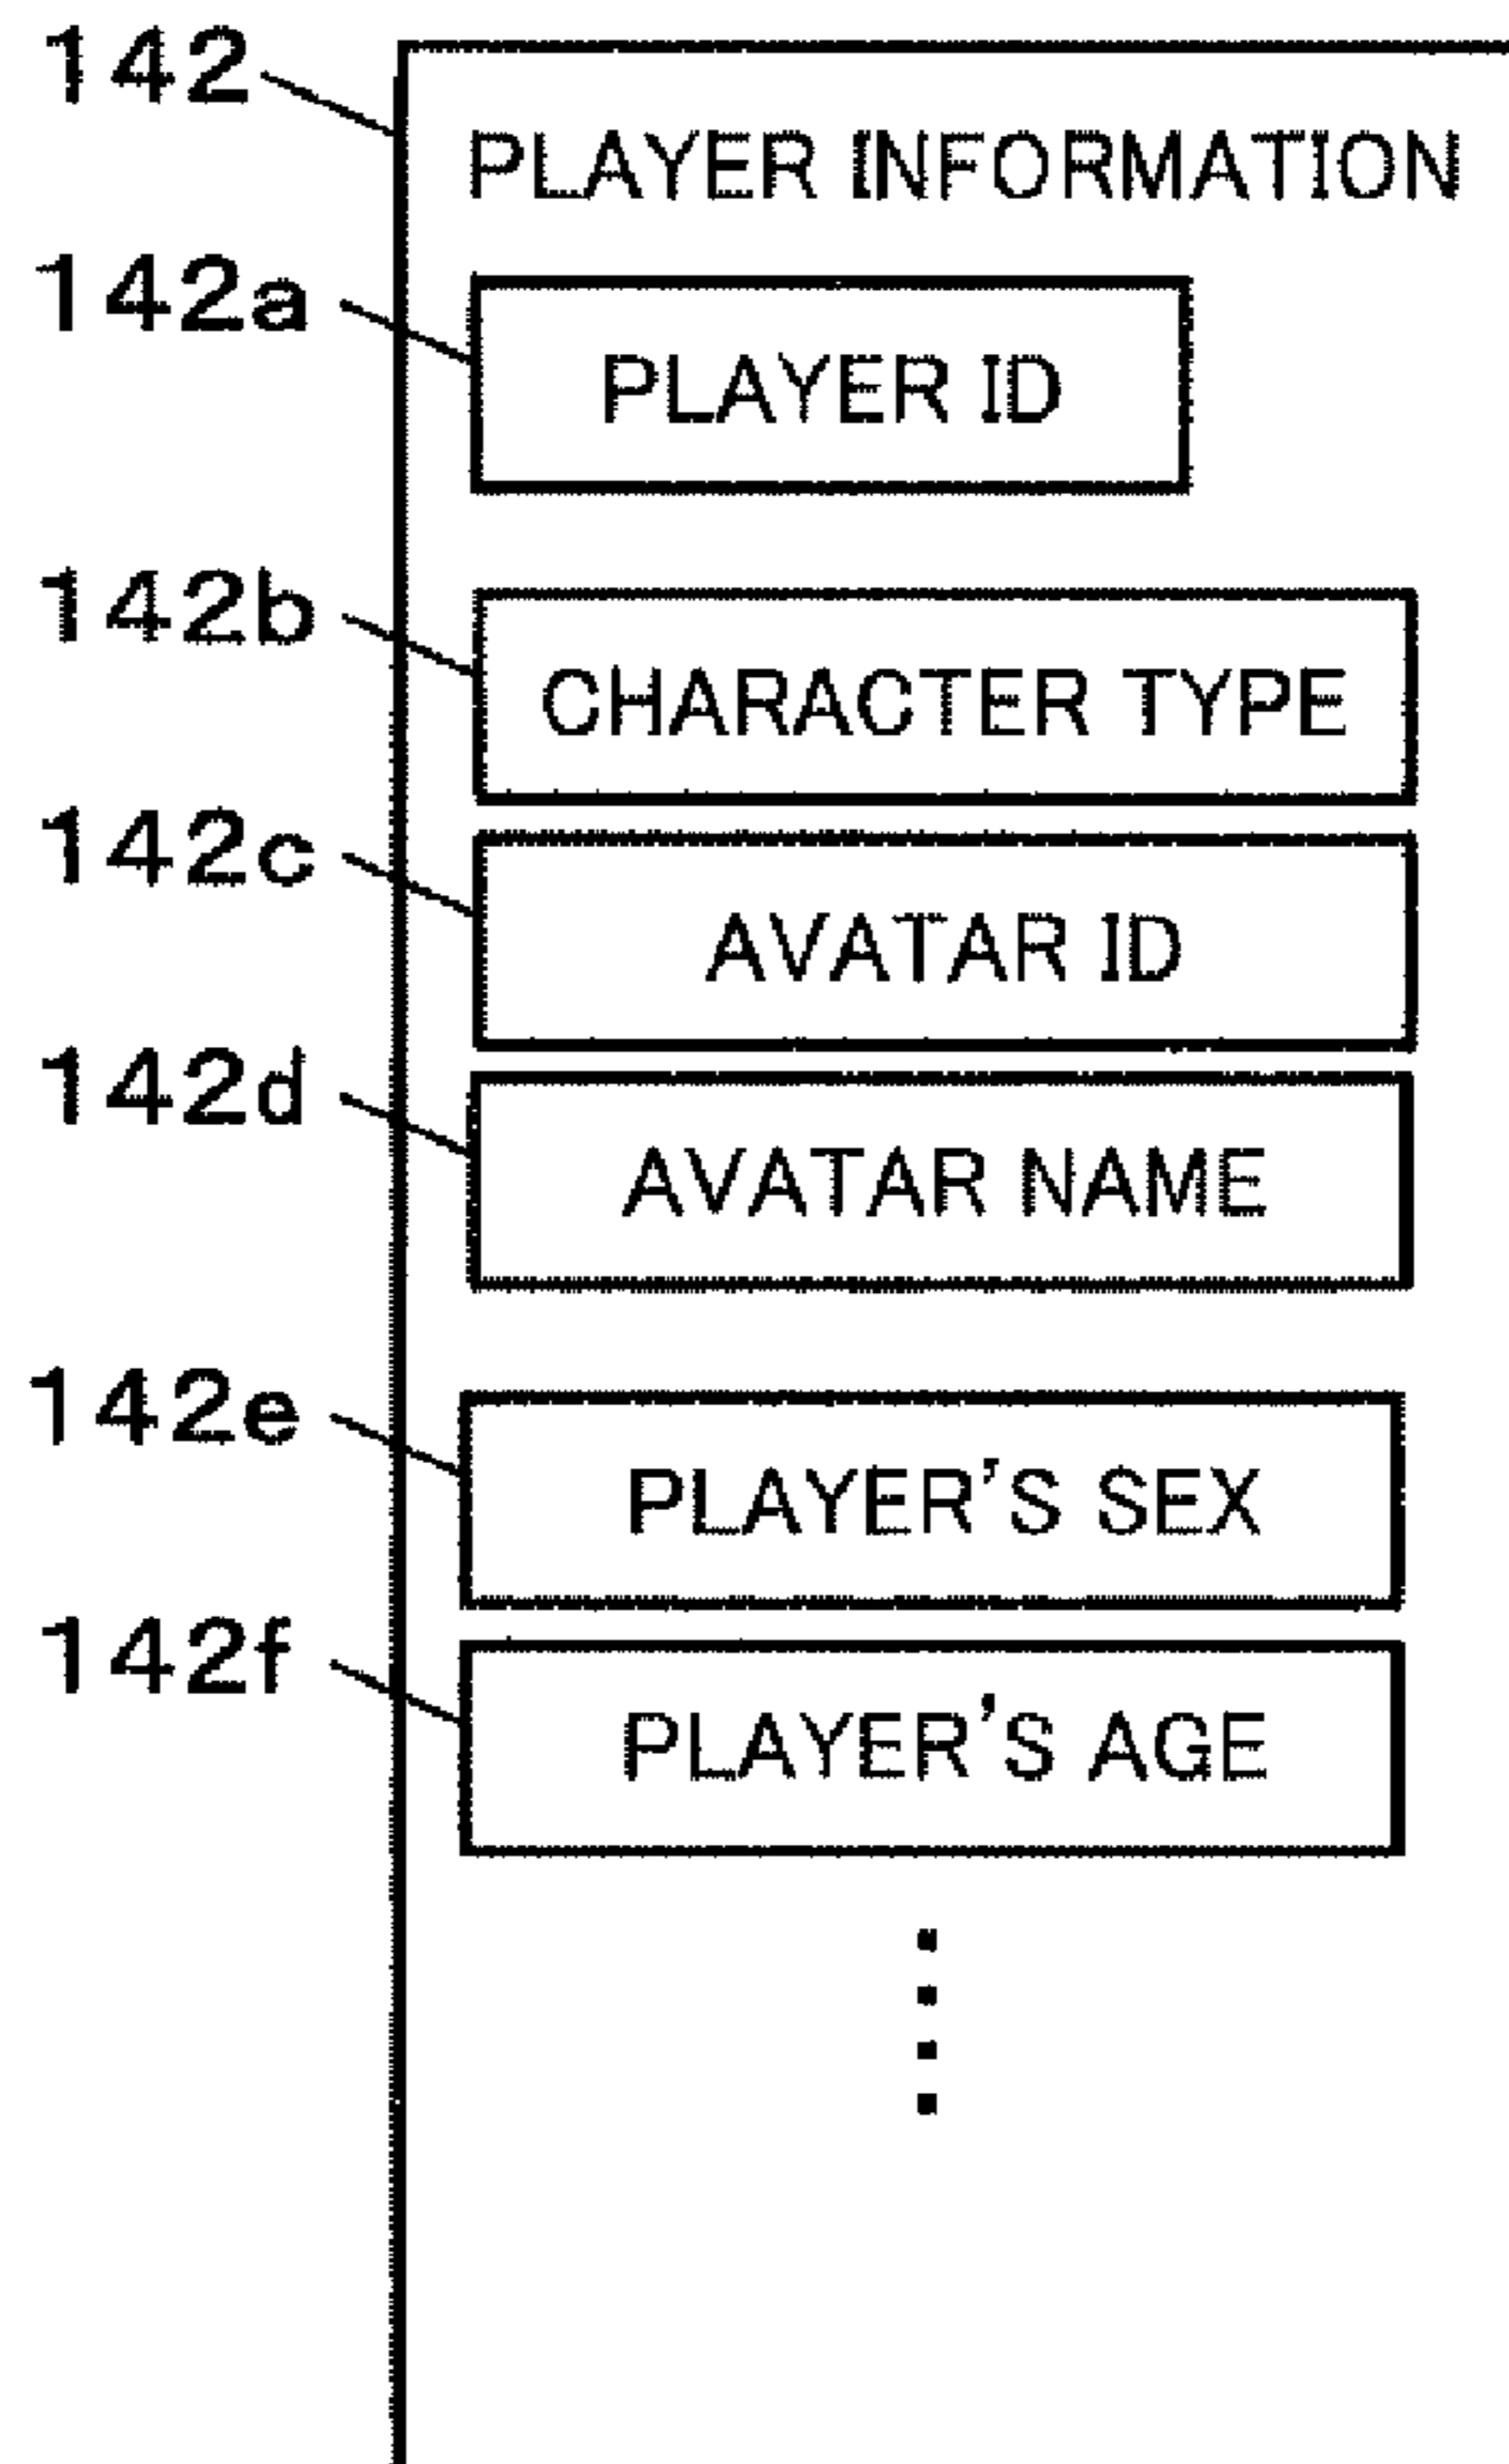 142
PLAYER INFORMATION
142a
PLAYER ID
142b
CHARACTER TYPE
142c
AVATAR ID
142d
AVATAR NAME
142e
PLAYER'S SEX
142f
PLAYER'S AGE